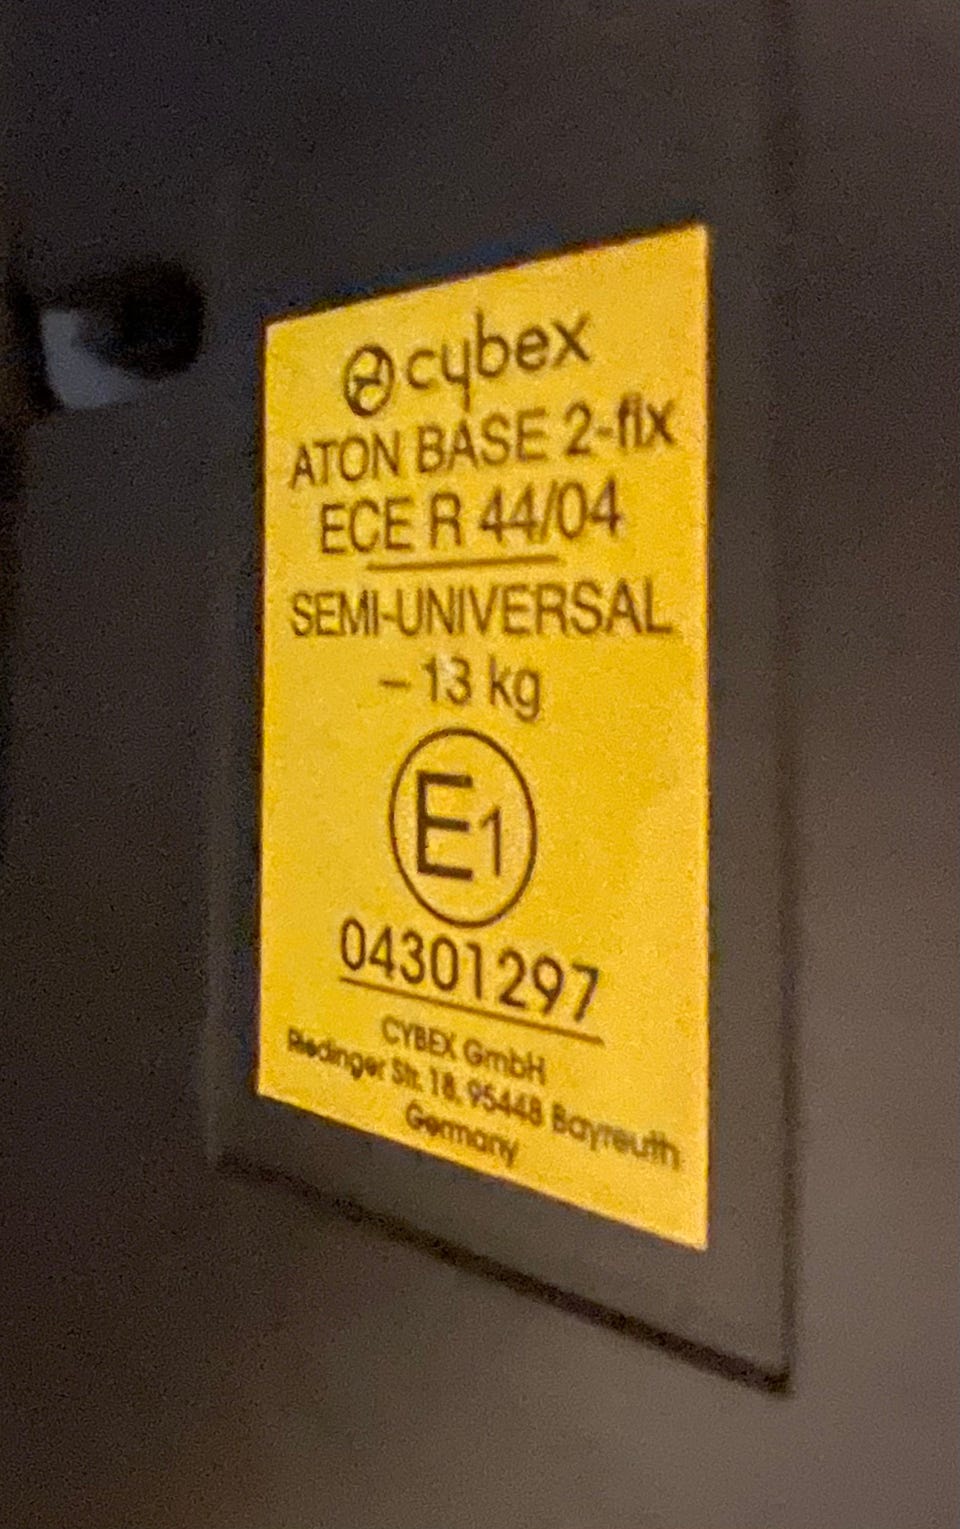 cybex
ATON BASE 2-fix
ECE R 44/04
SEMI-UNIVERSAL
– 13 kg
E1
04301297
CYBEX GmbH
Riedinger Str. 18, 95448 Bayreuth
Germany